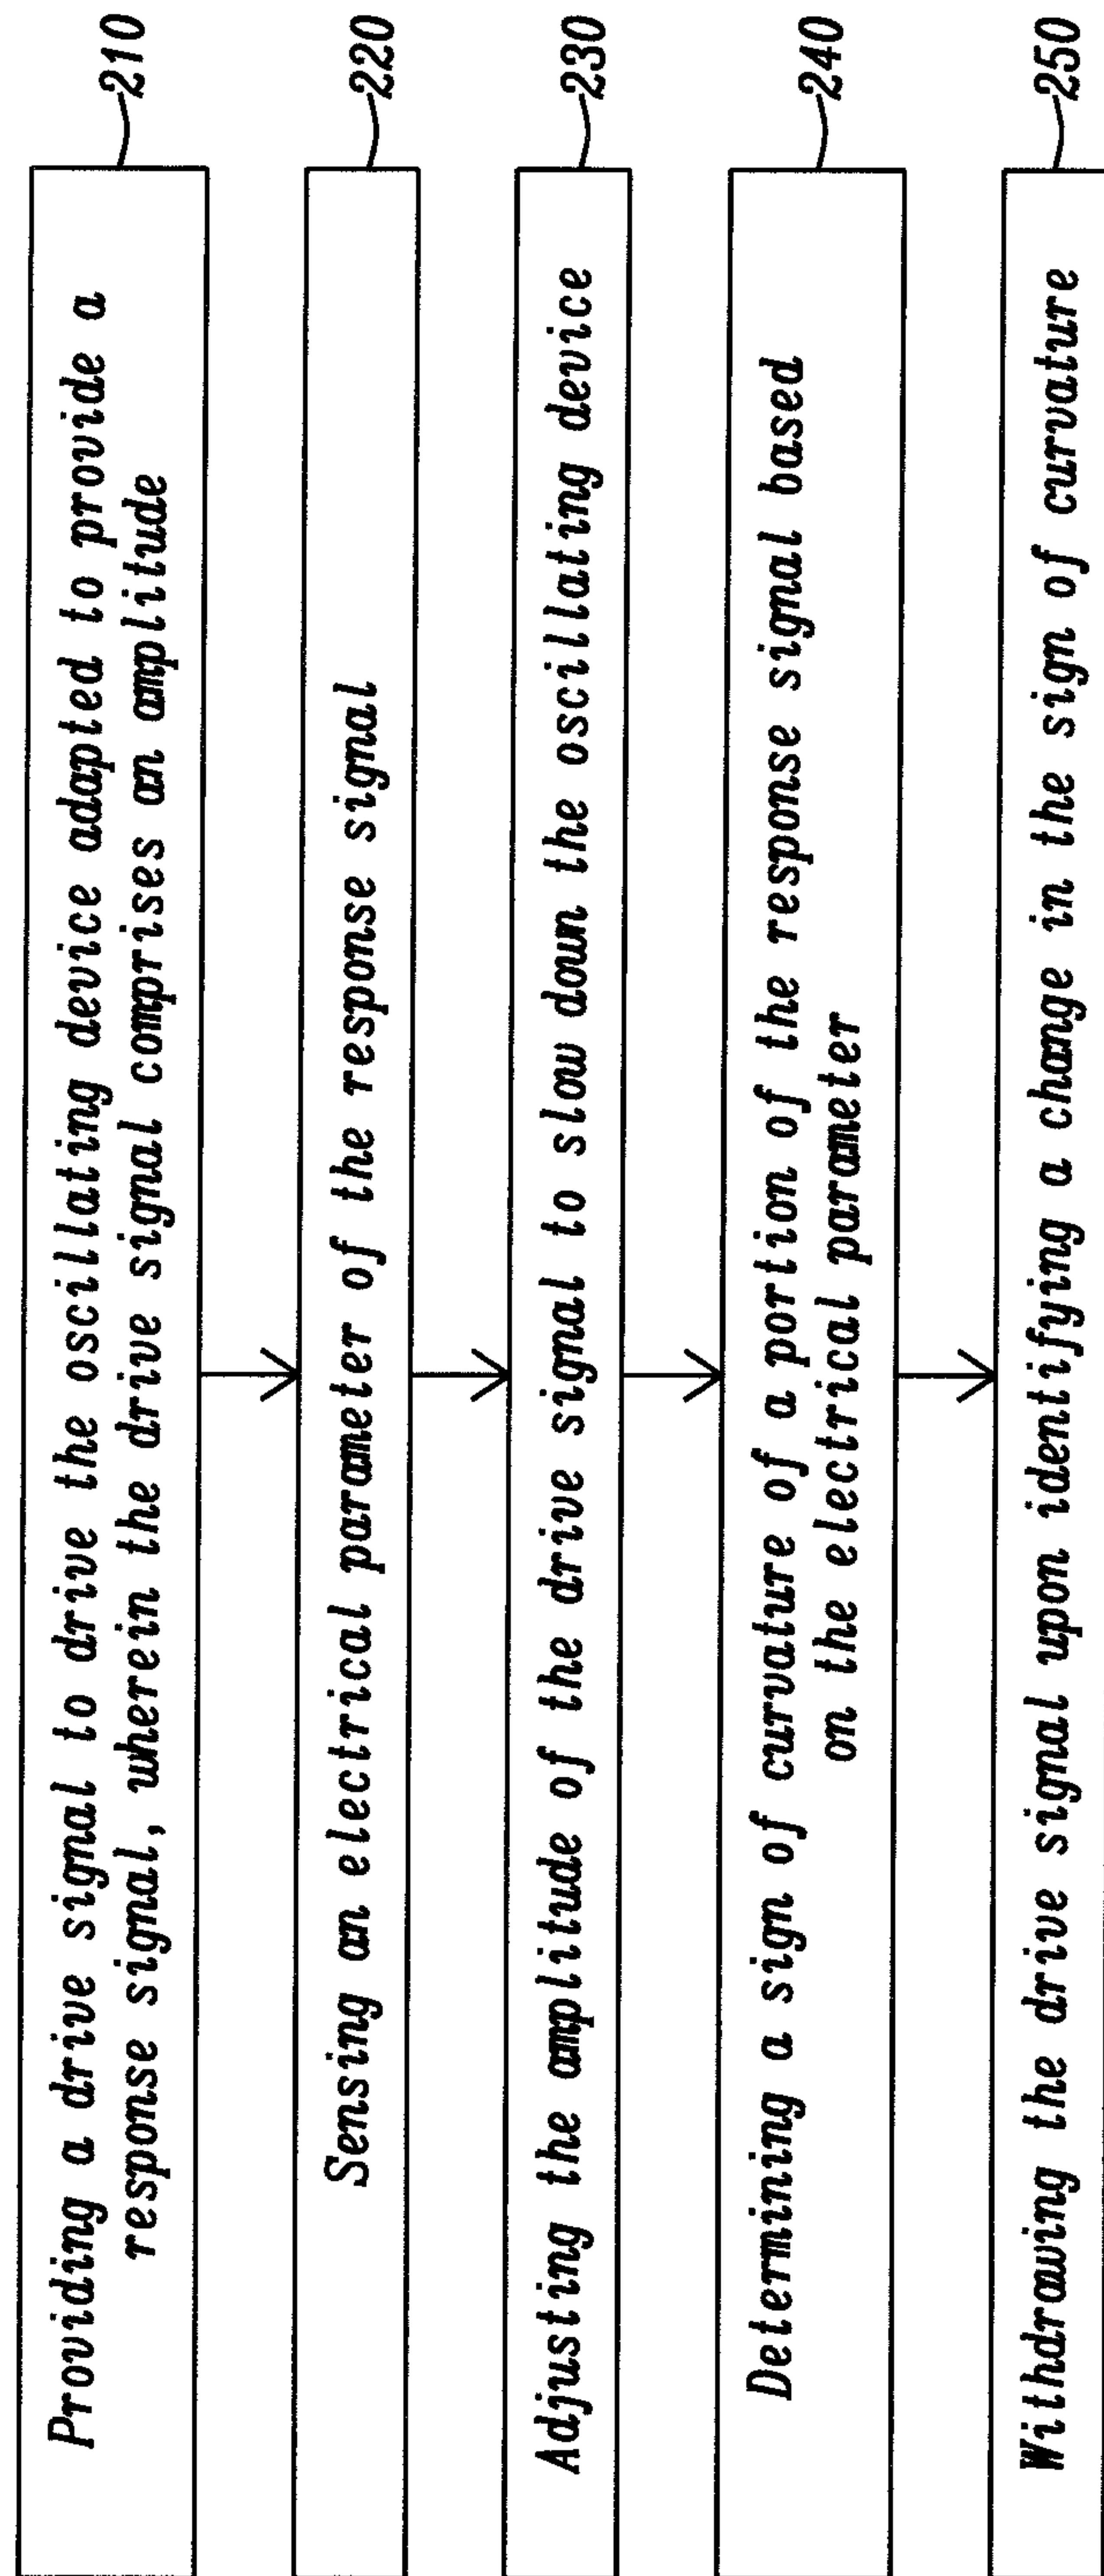 Providing a drive signal to drive the oscillating device adapted to provide a
response signal, wherein the drive signal comprises an amplitude
210
Sensing an electrical parameter of the response signal
220
Adjusting the amplitude of the drive signal to slow down the oscillating device
230
Determining a sign of curvature of a portion of the response signal based
on the electrical parameter
240
Withdrawing the drive signal upon identifying a change in the sign of curvature
250